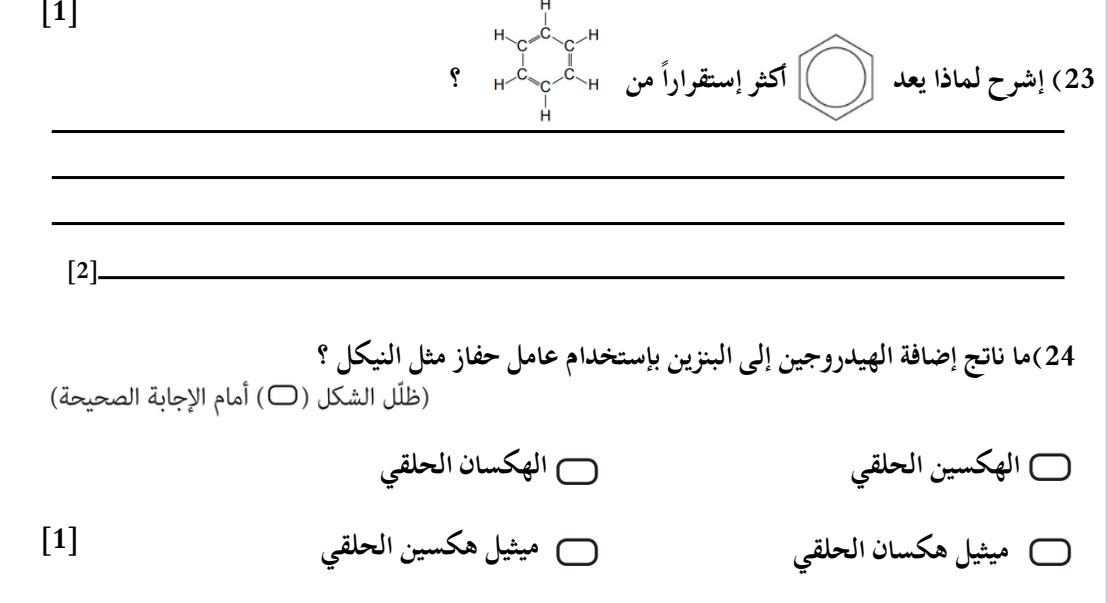 [1]
23) إشرح لماذا يعد أكثر إستقراراً من ؟
H
H C H
C C
C C
H C H
H
[2]
24)ما ناتج إضافة الهيدروجين إلى البنزين بإستخدام عامل حفاز مثل النيكل ؟
(ظلّل الشكل () أمام الإجابة الصحيحة)
الهكسين الحلقي الهكسان الحلقي
ميثيل هكسان الحلقي ميثيل هكسين الحلقي [1]